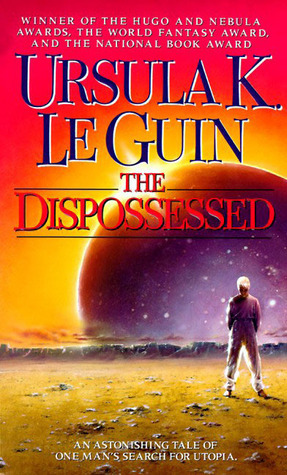 WINNER OF THE HUGO AND NEBULA
AWARDS, THE WORLD FANTASY AWARD,
AND THE NATIONAL BOOK AWARD
URSULA K.
LE GUIN
THE
DISPOSSESSED
AN ASTONISHING TALE OF
ONE MAN'S SEARCH FOR UTOPIA.